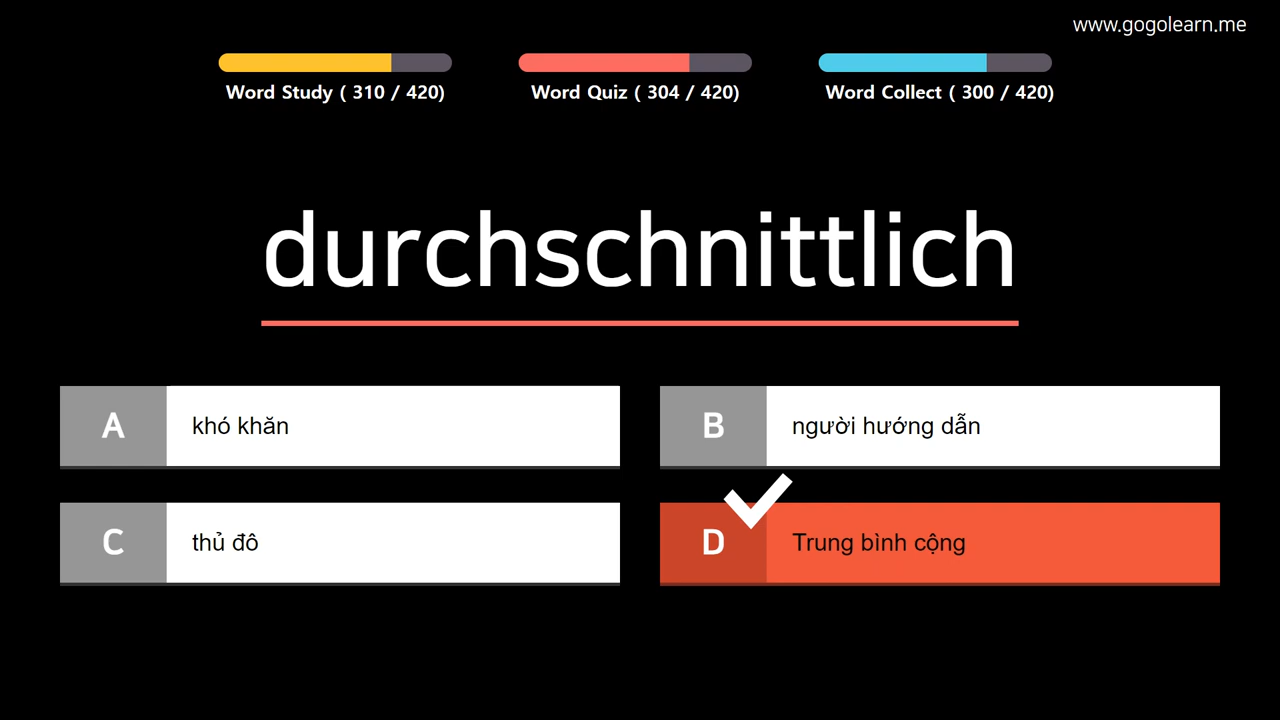 www.gogolearn.me
Word Study ( 310 / 420)
Word Quiz ( 304 / 420)
Word Collect ( 300 / 420)
durchschnittlich
A
khó khăn
B
người hướng dẫn
C
thủ đô
D
Trung bình cộng